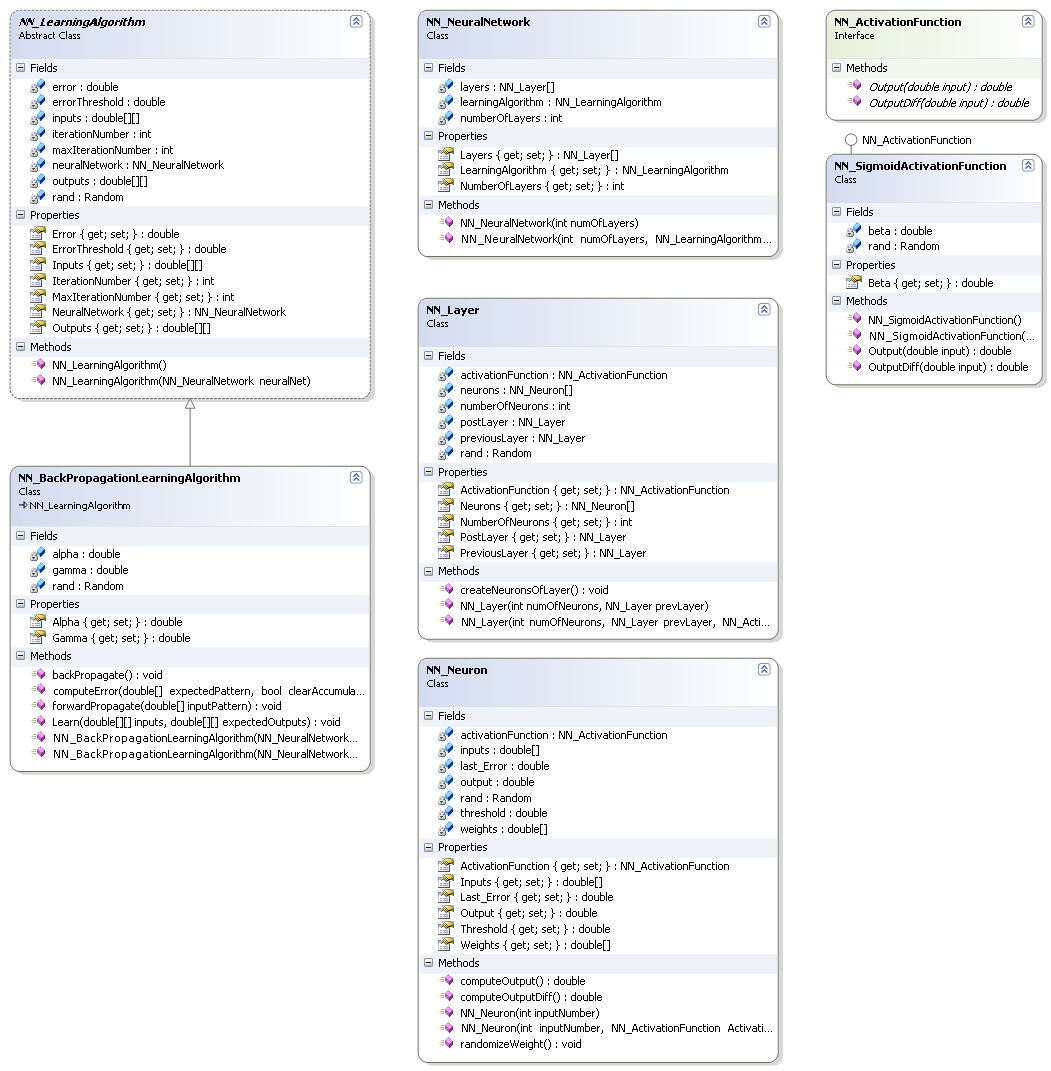 NN_LearningAlgorithm
Abstract Class
Fields
error : double
errorThreshold : double
inputs : double[][]
iterationNumber : int
maxIterationNumber : int
neuralNetwork : NN_NeuralNetwork
outputs : double[][]
rand : Random
Properties
Error { get; set; } : double
ErrorThreshold { get; set; } : double
Inputs { get; set; } : double[][]
IterationNumber { get; set; } : int
MaxIterationNumber { get; set; } : int
NeuralNetwork { get; set; } : NN_NeuralNetwork
Outputs { get; set; } : double[][]
Methods
NN_LearningAlgorithm()
NN_LearningAlgorithm(NN_NeuralNetwork neuralNet)
NN_BackPropagationLearningAlgorithm
Class
NN_LearningAlgorithm
Fields
alpha : double
gamma : double
rand : Random
Properties
Alpha { get; set; } : double
Gamma { get; set; } : double
Methods
backPropagate() : void
computeError(double[] expectedPattern, bool clearAccumula...
forwardPropagate(double[] inputPattern) : void
Learn(double[][] inputs, double[][] expectedOutputs) : void
NN_BackPropagationLearningAlgorithm(NN_NeuralNetwork...
NN_BackPropagationLearningAlgorithm(NN_NeuralNetwork...
NN_NeuralNetwork
Class
Fields
layers : NN_Layer[]
learningAlgorithm : NN_LearningAlgorithm
numberOfLayers : int
Properties
Layers { get; set; } : NN_Layer[]
LearningAlgorithm { get; set; } : NN_LearningAlgorithm
NumberOfLayers { get; set; } : int
Methods
NN_NeuralNetwork(int numOfLayers)
NN_NeuralNetwork(int numOfLayers, NN_LearningAlgorithm...
NN_Layer
Class
Fields
activationFunction : NN_ActivationFunction
neurons : NN_Neuron[]
numberOfNeurons : int
postLayer : NN_Layer
previousLayer : NN_Layer
rand : Random
Properties
ActivationFunction { get; set; } : NN_ActivationFunction
Neurons { get; set; } : NN_Neuron[]
NumberOfNeurons { get; set; } : int
PostLayer { get; set; } : NN_Layer
PreviousLayer { get; set; } : NN_Layer
Methods
createNeuronsOfLayer() : void
NN_Layer(int numOfNeurons, NN_Layer prevLayer)
NN_Layer(int numOfNeurons, NN_Layer prevLayer, NN_Acti...
NN_Neuron
Class
Fields
activationFunction : NN_ActivationFunction
inputs : double[]
last_Error : double
output : double
rand : Random
threshold : double
weights : double[]
Properties
ActivationFunction { get; set; } : NN_ActivationFunction
Inputs { get; set; } : double[]
Last_Error { get; set; } : double
Output { get; set; } : double
Threshold { get; set; } : double
Weights { get; set; } : double[]
Methods
computeOutput() : double
computeOutputDiff() : double
NN_Neuron(int inputNumber)
NN_Neuron(int inputNumber, NN_ActivationFunction Activati...
randomizeWeight() : void
NN_ActivationFunction
Interface
Methods
Output(double input) : double
OutputDiff(double input) : double
NN_ActivationFunction
NN_SigmoidActivationFunction
Class
Fields
beta : double
rand : Random
Properties
Beta { get; set; } : double
Methods
NN_SigmoidActivationFunction()
NN_SigmoidActivationFunction(...
Output(double input) : double
OutputDiff(double input) : double